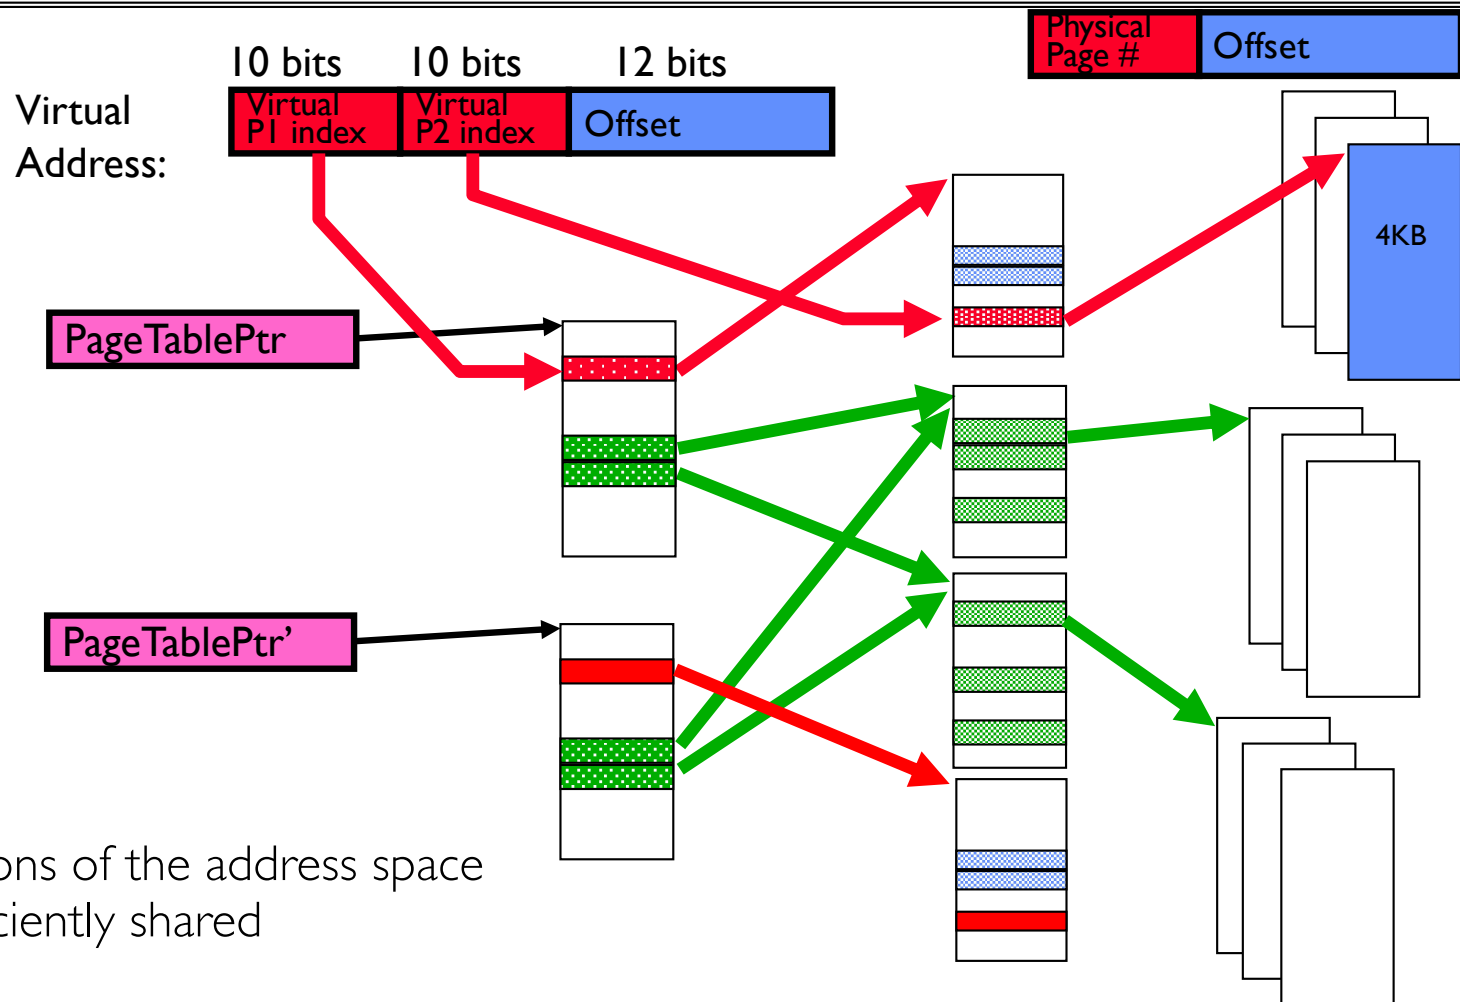 10 bits 10 bits 12 bits
Physical
Page #
Offset
Virtual
Address:
Virtual
P1 index
Virtual
P2 index
Offset
4KB
PageTablePtr
PageTablePtr’
ons of the address space
ciently shared